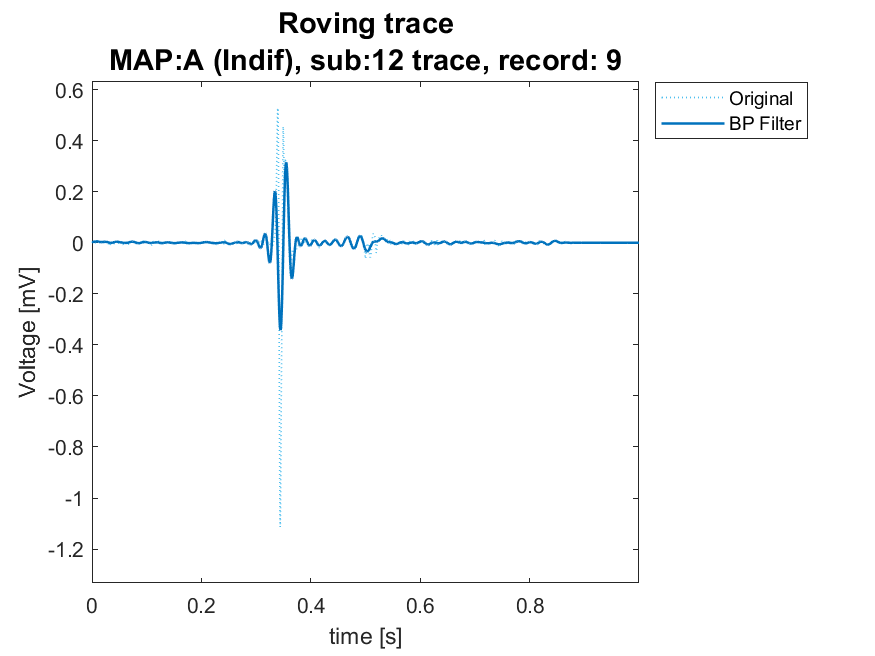 Roving trace
MAP:A (Indif), sub:12 trace, record: 9
Original
BP Filter
0.6
0.4
0.2
0
-0.2
-0.4
-0.6
-0.8
-1
-1.2
Voltage [mV]
0 0.2 0.4 0.6 0.8
time [s]